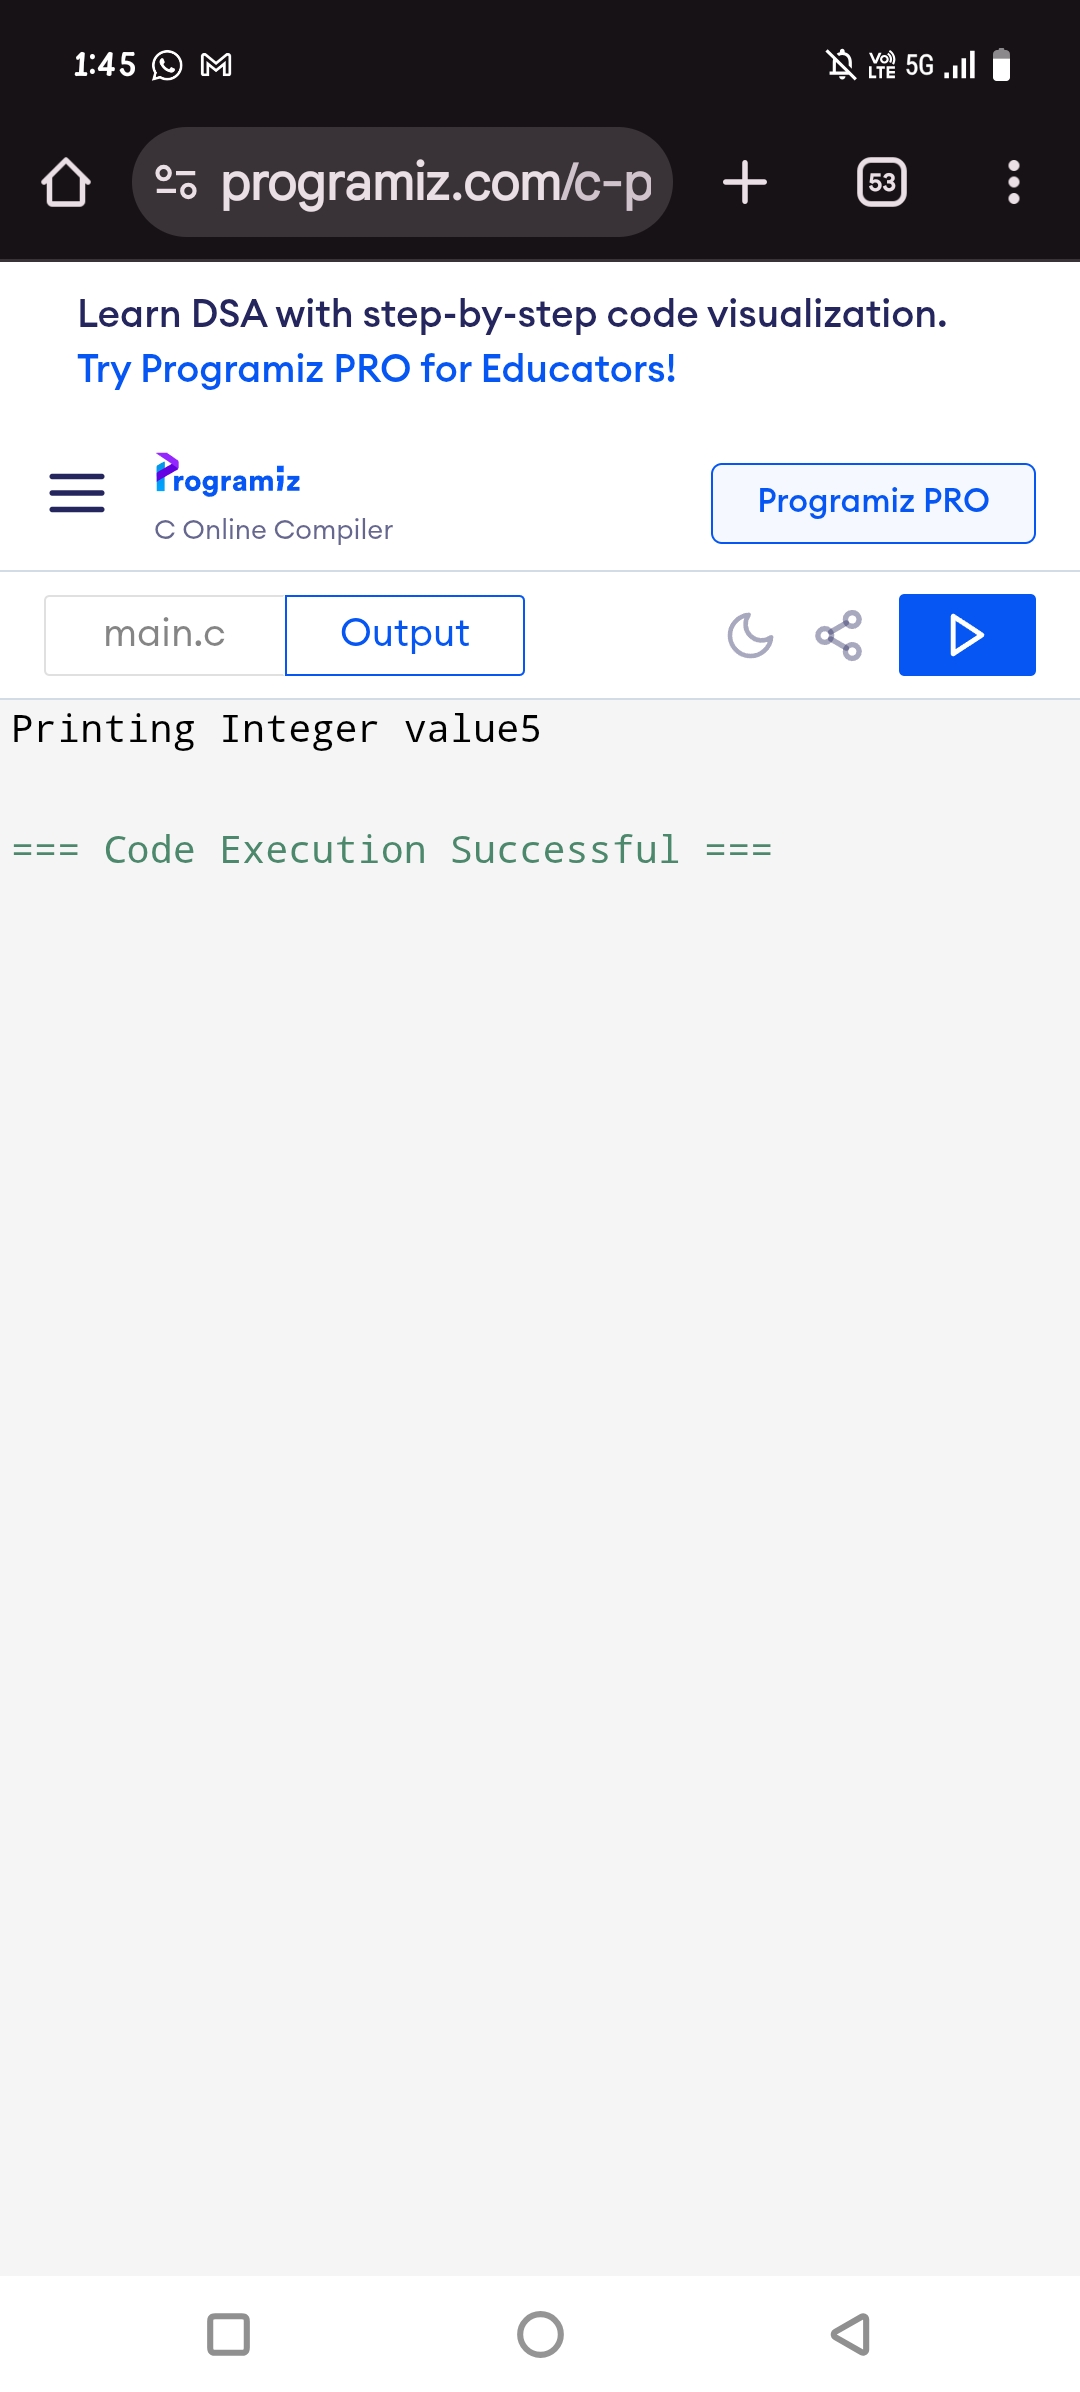 1:45 Vo)) LTE 5G
programiz.com/c-p 53
Learn DSA with step-by-step code visualization.
Try Programiz PRO for Educators!
Programiz
C Online Compiler
Programiz PRO
main.c Output
Printing Integer value5
=== Code Execution Successful ===